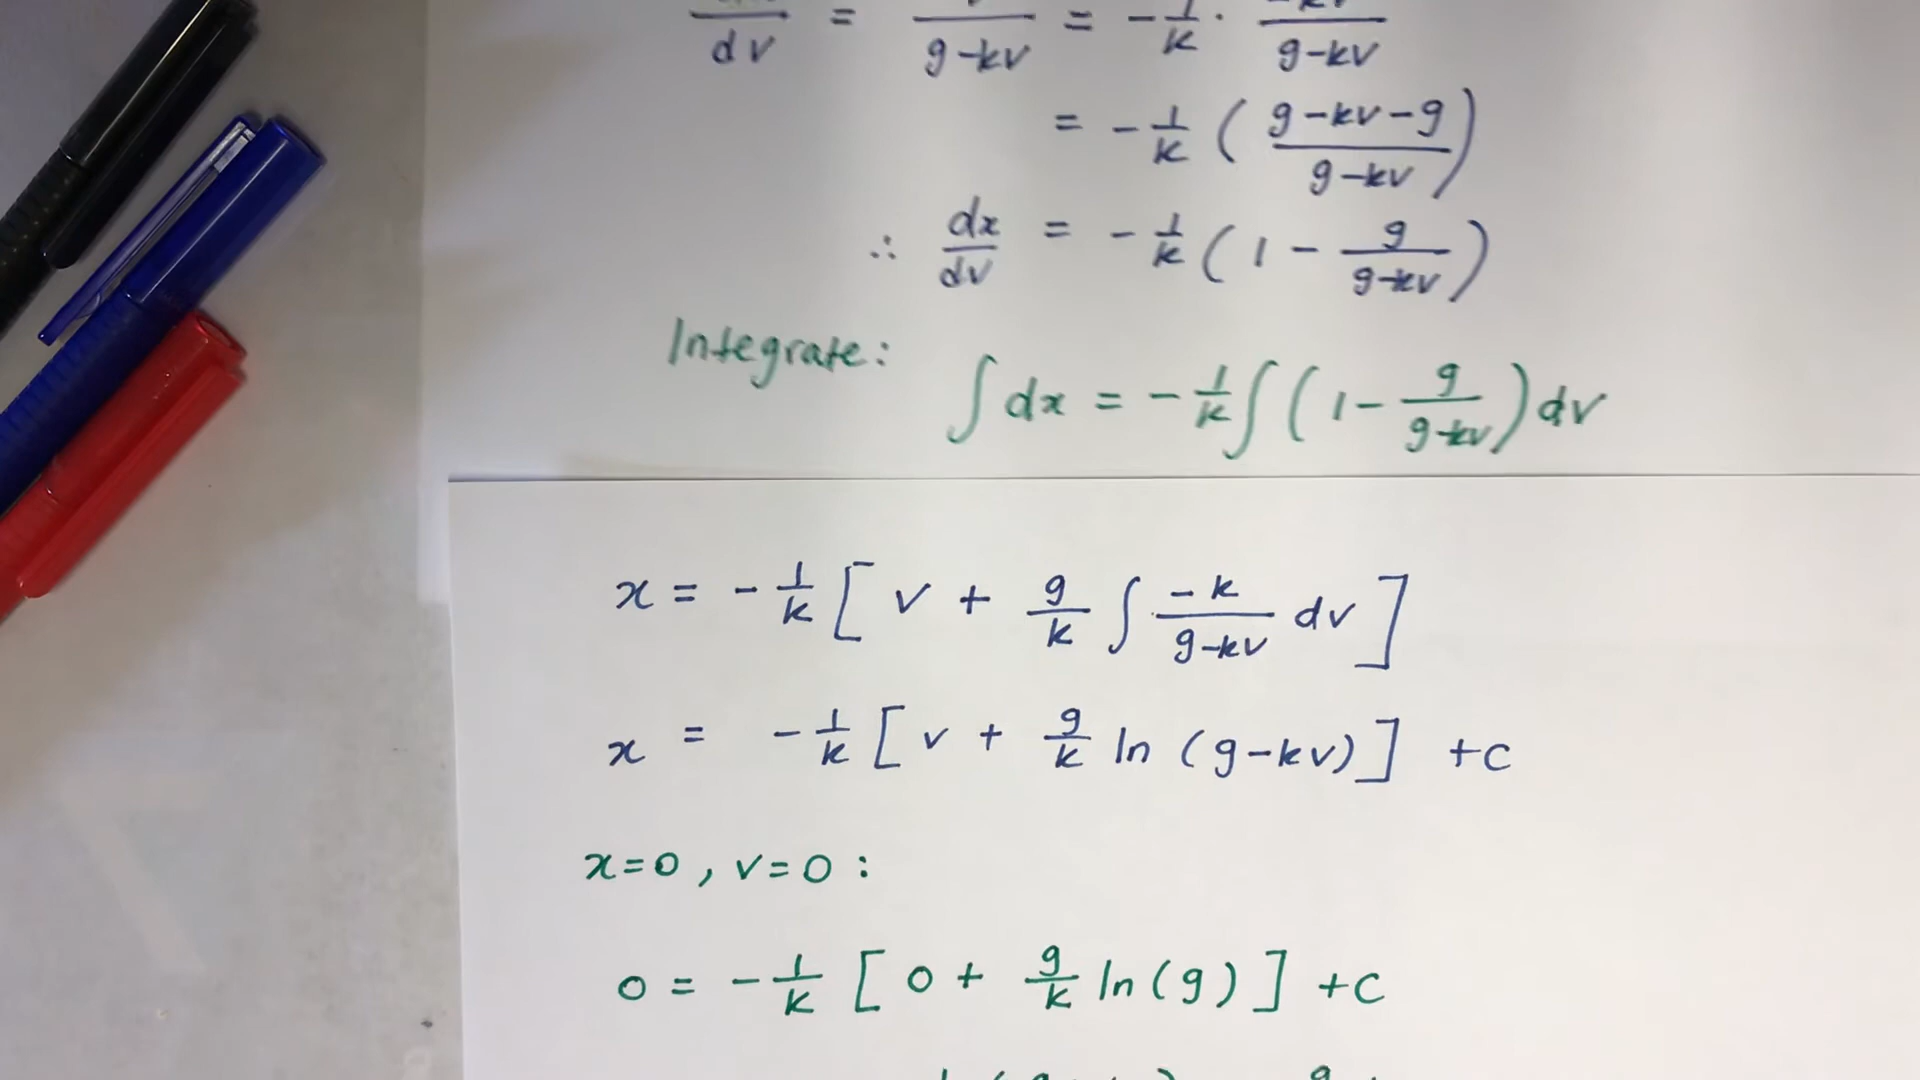 dv = g-kv = -1/k · g-kv
= -1/k ( (g-kv-g)/(g-kv) )
∴ dx/dv = -1/k ( 1 - g/(g-kv) )
Integrate: ∫ dx = -1/k ∫ ( 1 - g/(g-kv) ) dv
x = -1/k [ v + g/k ∫ -k/(g-kv) dv ]
x = -1/k [ v + g/k ln (g-kv) ] +c
x=0, v=0 :
0 = -1/k [ 0 + g/k ln(g) ] +c